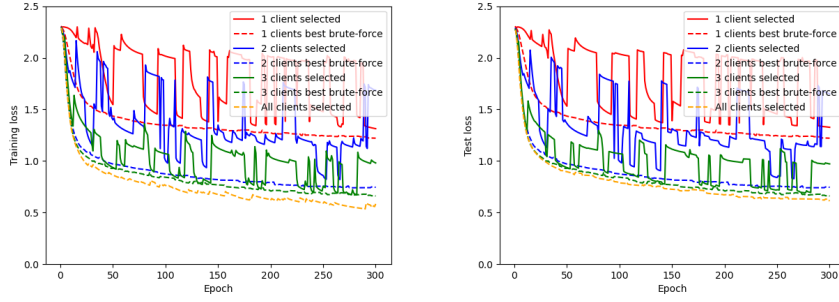 2.5
2.0
1.5
1.0
0.5
0.0
Training loss
0
50
100
150
200
250
300
Epoch
1 client selected
1 clients best brute-force
2 clients selected
2 clients best brute-force
3 clients selected
3 clients best brute-force
All clients selected
2.5
2.0
1.5
1.0
0.5
0.0
Test loss
0
50
100
150
200
250
300
Epoch
1 client selected
1 clients best brute-force
2 clients selected
2 clients best brute-force
3 clients selected
3 clients best brute-force
All clients selected